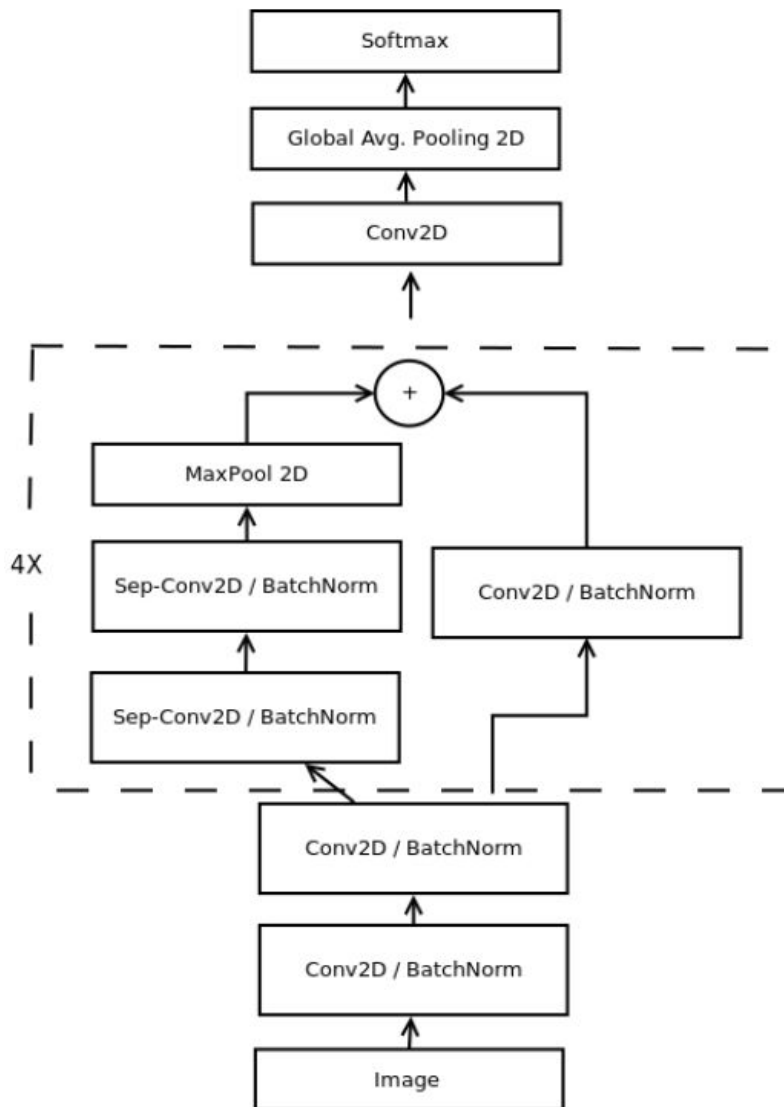 Softmax
Global Avg. Pooling 2D
Conv2D
+
MaxPool 2D
4X
Sep-Conv2D / BatchNorm
Conv2D / BatchNorm
Sep-Conv2D / BatchNorm
Conv2D / BatchNorm
Conv2D / BatchNorm
Image